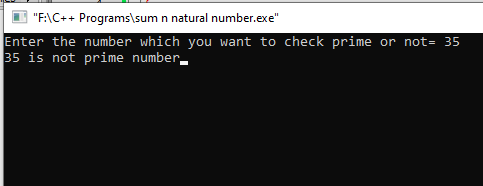 "F:\C++ Programs\sum n natural number.exe"
Enter the number which you want to check prime or not= 35
35 is not prime number